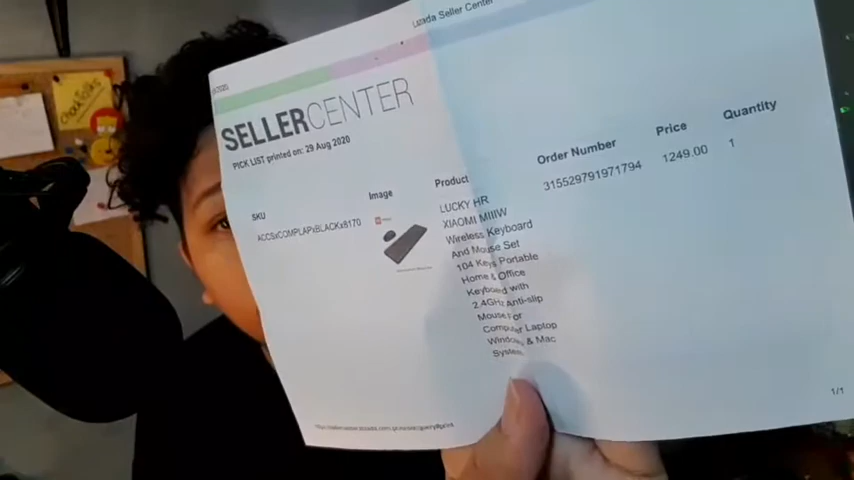 Lazada Seller Center
SELLERCENTER
PICK LIST printed on: 29 Aug 2020
SKU
Image
Product
Order Number
Price
Quantity
ACCSxCOMPLAPxBLACKx8170
LUCKY HR
XIAOMI MIIIW
Wireless Keyboard
And Mouse Set
104 Keys Portable
Home & Office
Keyboard with
2.4GHz Anti-slip
Mouse For
Computer Laptop
Windows & Mac
System
315529791971794
1249.00
1
1/1